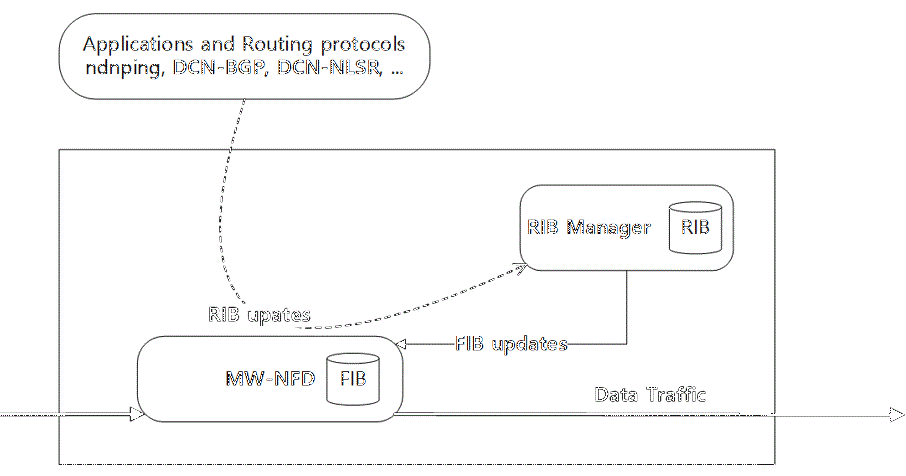 Applications and Routing protocols
ndnping, DCN-BGP, DCN-NLSR, ...
RIB Manager
RIB
RIB upates
FIB updates
MW-NFD
FIB
Data Traffic